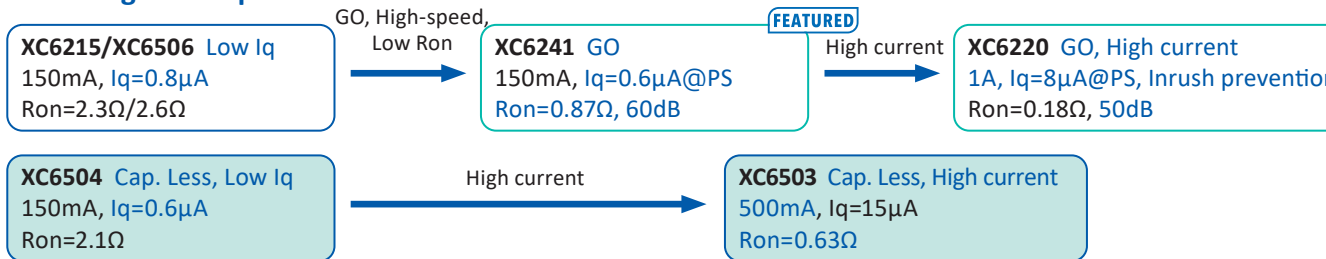 GO, High-speed,
Low Ron
FEATURED
High current
XC6215/XC6506 Low Iq
150mA, Iq=0.8μA
Ron=2.3Ω/2.6Ω
XC6241 GO
150mA, Iq=0.6μA@PS
Ron=0.87Ω, 60dB
XC6220 GO, High current
1A, Iq=8μA@PS, Inrush prevention
Ron=0.18Ω, 50dB
XC6504 Cap. Less, Low Iq
150mA, Iq=0.6μA
Ron=2.1Ω
High current
XC6503 Cap. Less, High current
500mA, Iq=15μA
Ron=0.63Ω